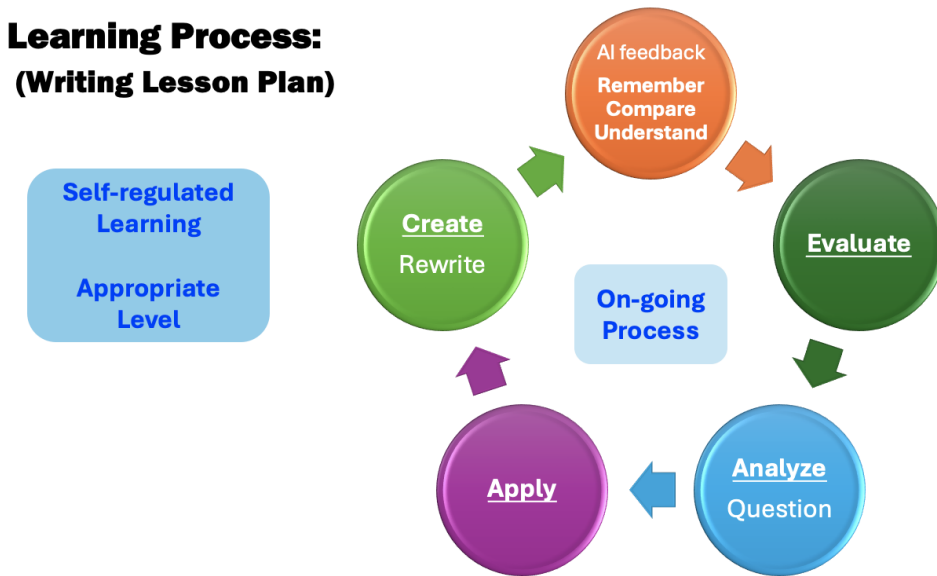 Learning Process:
(Writing Lesson Plan)
Self-regulated
Learning
Appropriate
Level
AI feedback
Remember
Compare
Understand
Evaluate
Analyze
Question
Apply
Create
Rewrite
On-going
Process